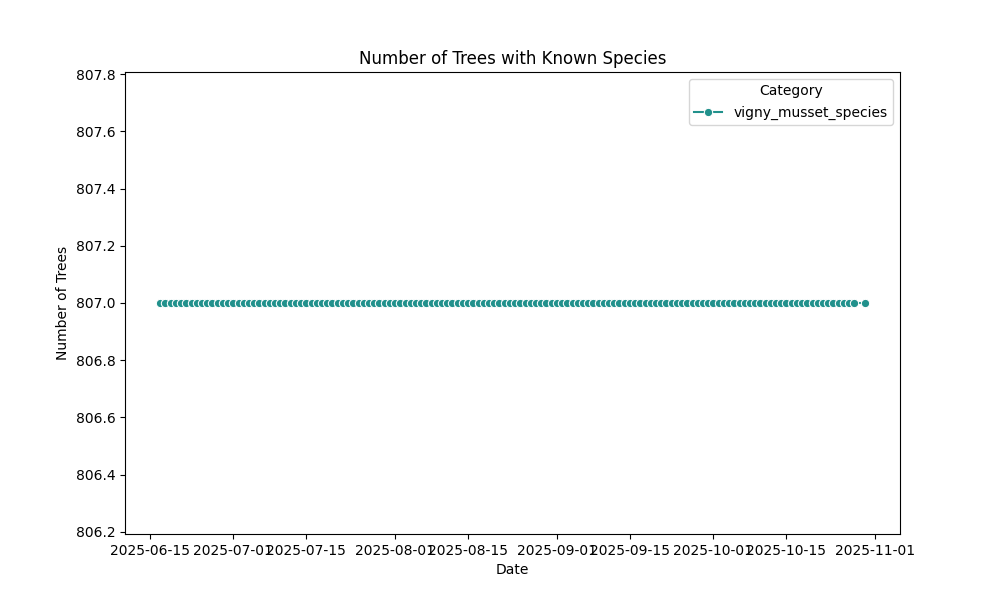 Number of Trees with Known Species
Category
vigny_musset_species
Number of Trees
807.8
807.6
807.4
807.2
807.0
806.8
806.6
806.4
806.2
2025-06-15 2025-07-01 2025-07-15 2025-08-01 2025-08-15 2025-09-01 2025-09-15 2025-10-01 2025-10-15 2025-11-01
Date